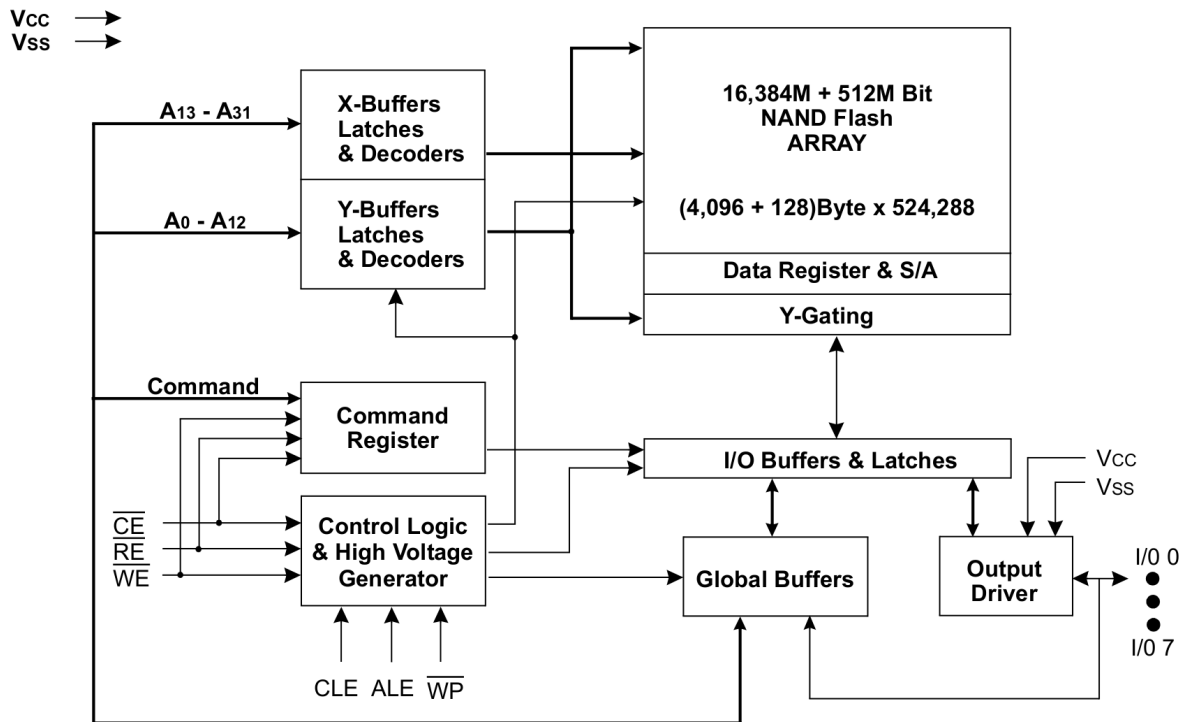 VCC
VSS
A13 - A31
X-Buffers
Latches
& Decoders
A0 - A12
Y-Buffers
Latches
& Decoders
16,384M + 512M Bit
NAND Flash
ARRAY
(4,096 + 128)Byte x 524,288
Data Register & S/A
Y-Gating
Command
Command
Register
I/O Buffers & Latches
VCC
VSS
CE
RE
WE
Control Logic
& High Voltage
Generator
Global Buffers
Output
Driver
I/0 0
I/0 7
CLE
ALE
WP